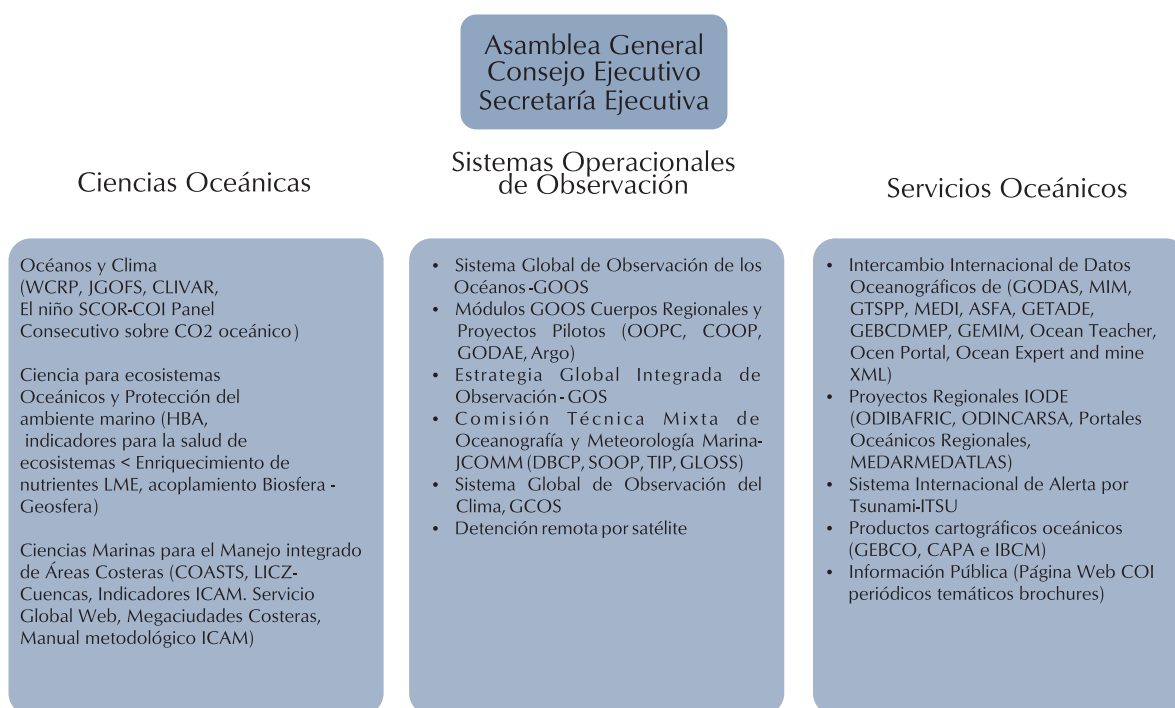 Asamblea General
Consejo Ejecutivo
Secretaría Ejecutiva
Ciencias Oceánicas
Océanos y Clima
(WCRP, JGOFS, CLIVAR,
El niño SCOR-COI Panel
Consecutivo sobre CO2 oceánico)
Ciencia para ecosistemas
Oceánicos y Protección del
ambiente marino (HBA,
indicadores para la salud de
ecosistemas < Enriquecimiento de
nutrientes LME, acoplamiento Biosfera -
Geosfera)
Ciencias Marinas para el Manejo integrado
de Áreas Costeras (COASTS, LICZ-
Cuencas, Indicadores ICAM. Servicio
Global Web, Megaciudades Costeras,
Manual metodológico ICAM)
Sistemas Operacionales
de Observación
• Sistema Global de Observación de los
Océanos-GOOS
• Módulos GOOS Cuerpos Regionales y
Proyectos Pilotos (OOPC, COOP,
GODAE, Argo)
• Estrategia Global Integrada de
Observación-GOS
• Comisión Técnica Mixta de
Oceanografía y Meteorología Marina-
JCOMM (DBCP, SOOP, TIP, GLOSS)
• Sistema Global de Observación del
Clima, GCOS
• Detención remota por satélite
Servicios Oceánicos
• Intercambio Internacional de Datos
Oceanográficos de (GODAS, MIM,
GTSPP, MEDI, ASFA, GETADE,
GEBCDMEP, GEMIM, Ocean Teacher,
Ocen Portal, Ocean Expert and mine
XML)
• Proyectos Regionales IODE
(ODIBAFRIC, ODINCARSA, Portales
Oceánicos Regionales,
MEDARMEDATLAS)
• Sistema Internacional de Alerta por
Tsunami-ITSU
• Productos cartográficos oceánicos
(GEBCO, CAPA e IBCM)
• Información Pública (Página Web COI
periódicos temáticos brochures)